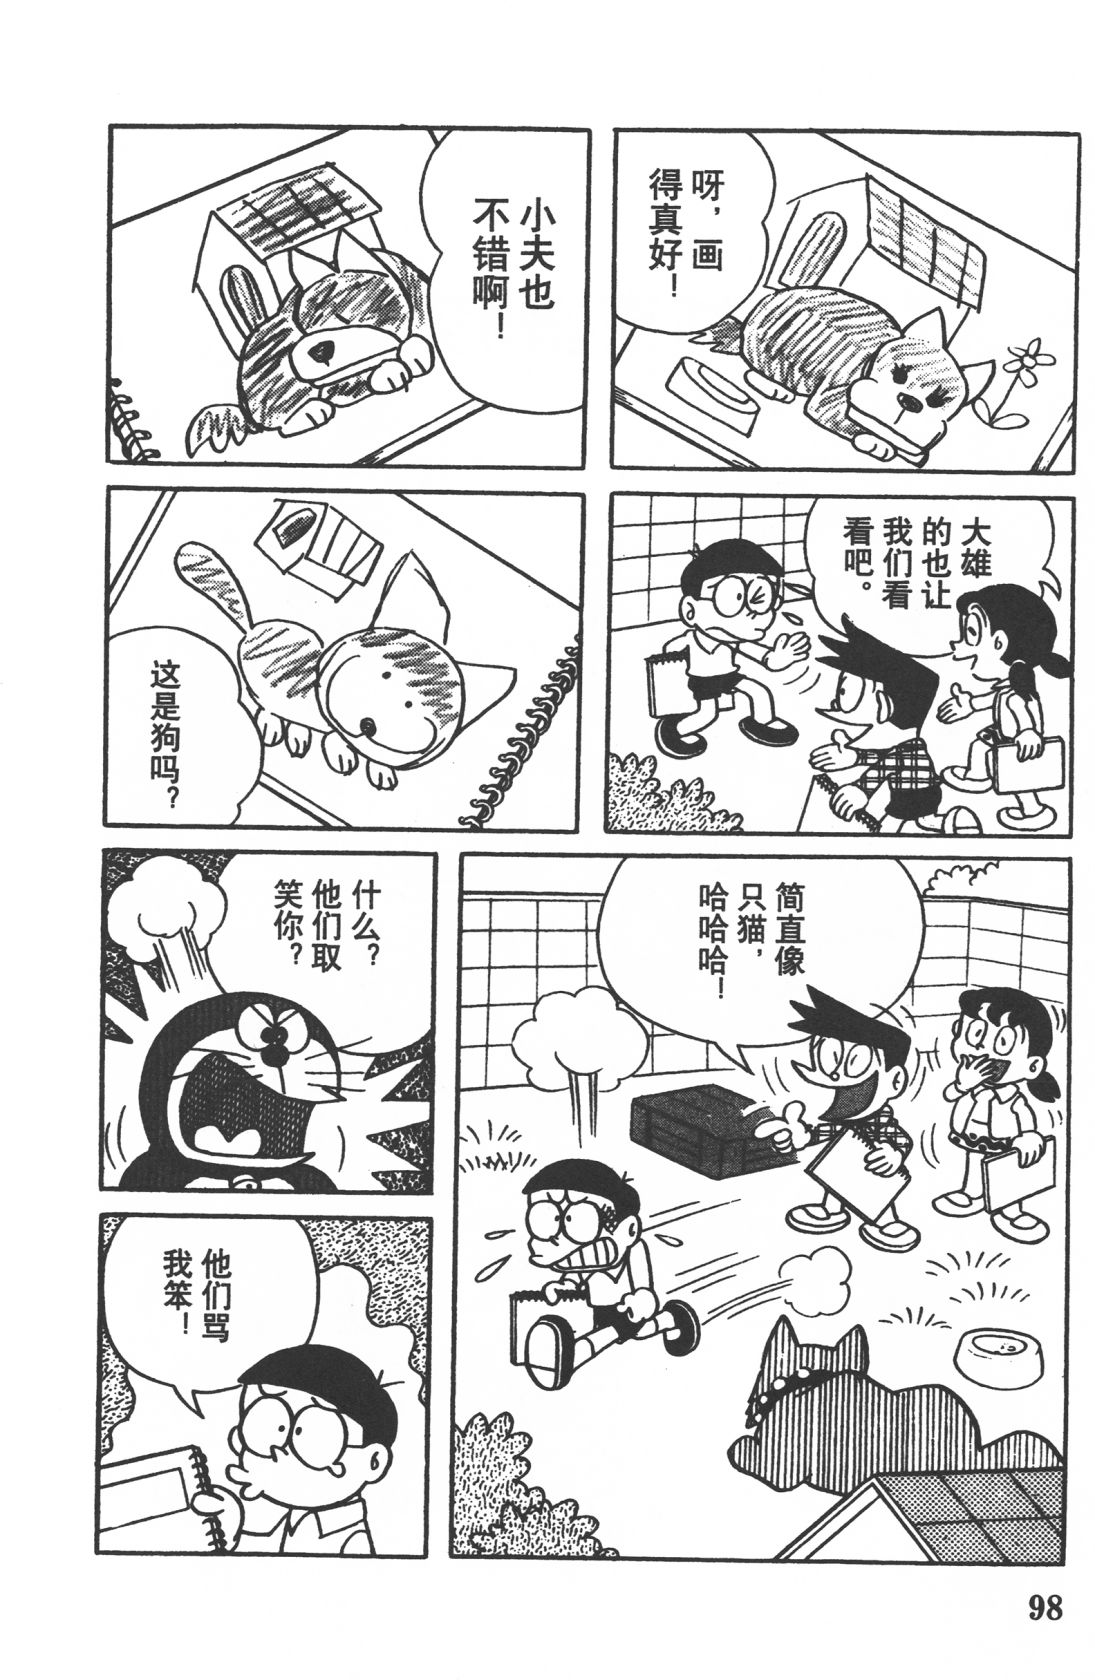 呀，画
得真好！
小夫也
不错啊！
大雄
的也让
我们看
看吧。
这是狗吗？
简直像
只猫，
哈哈哈！
什么？
他们取
笑你？
他们骂
我笨！
98